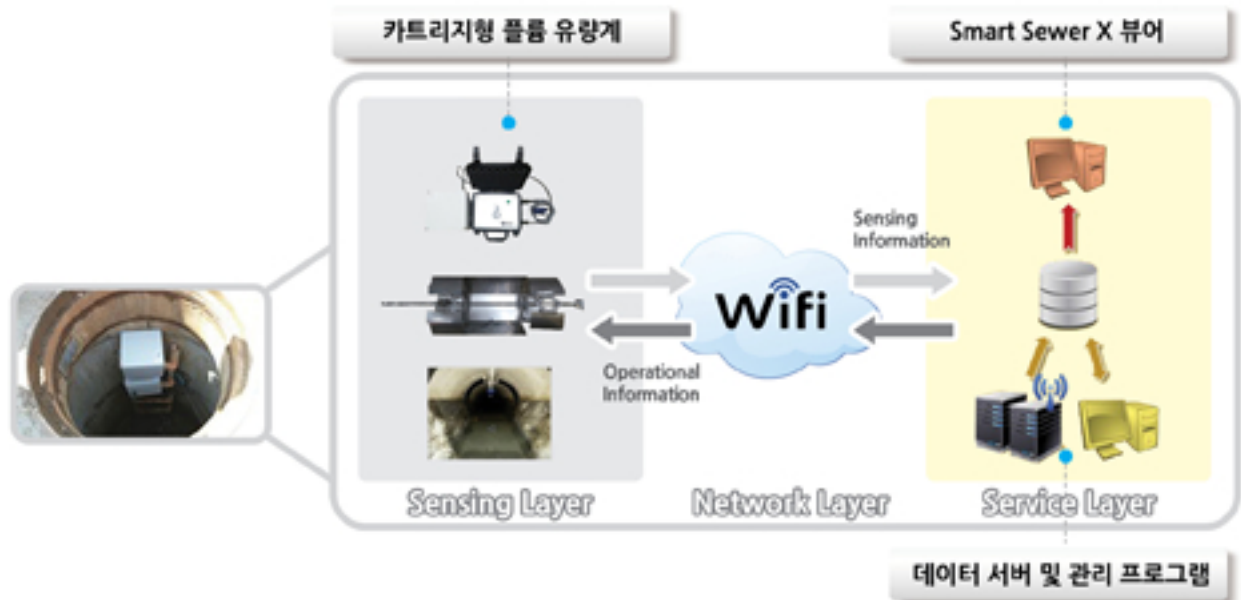 카트리지형 플륨 유량계
Smart Sewer X 뷰어
Sensing
Information
Wifi
Operational
Information
Sensing Layer
Network Layer
Service Layer
데이터 서버 및 관리 프로그램